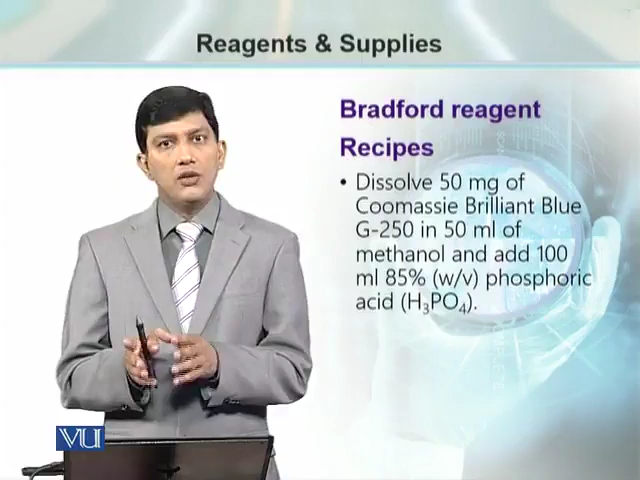 Reagents & Supplies
Bradford reagent
Recipes
• Dissolve 50 mg of
Coomassie Brilliant Blue
G-250 in 50 ml of
methanol and add 100
ml 85% (w/v) phosphoric
acid (H₃PO₄).
VU